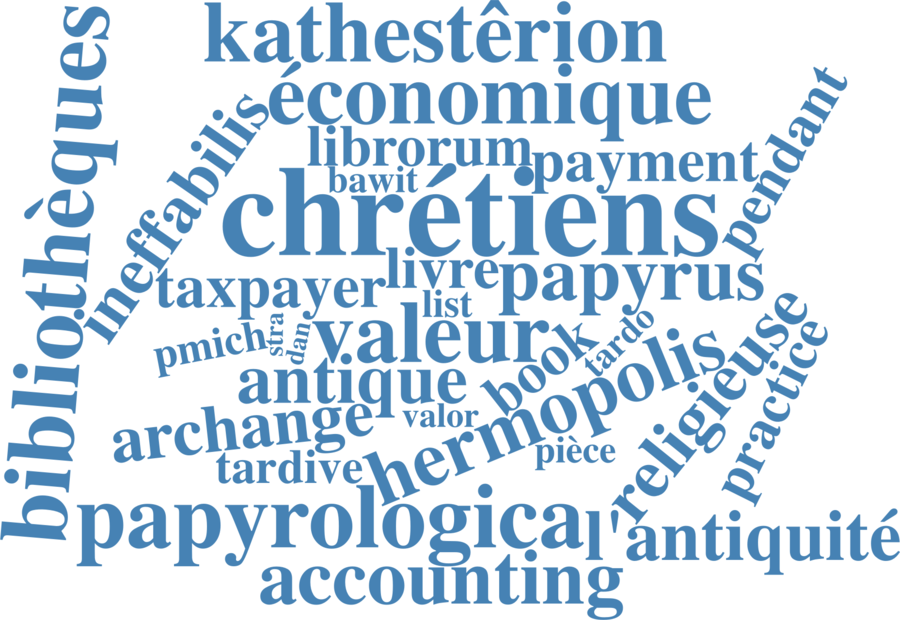 kathestêrion
bibliothèques
économique
ineffabilis
pendant
librorum
payment
bawit
chrétiens
livre
papyrus
taxpayer
list
stra
dan
pmich
valeur
book
tardo
antique
hermopolis
religieuse
practice
archange
valor
tardive
pièce
papyrologica
l'antiquité
accounting